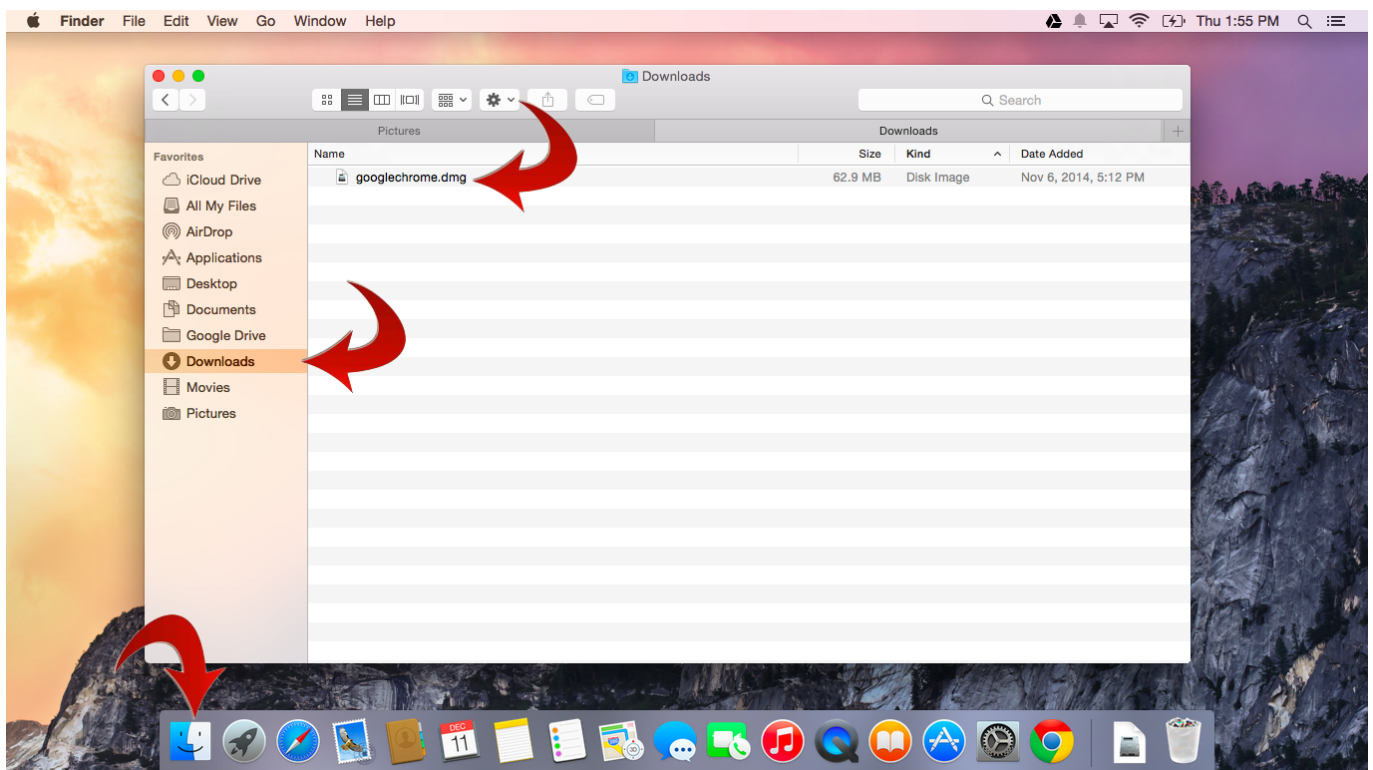 Finder File Edit View Go Window Help Thu 1:55 PM
Downloads
Search
Pictures Downloads
Favorites
Name Size Kind Date Added
iCloud Drive
googlechrome.dmg 62.9 MB Disk Image Nov 6, 2014, 5:12 PM
All My Files
AirDrop
Applications
Desktop
Documents
Google Drive
Downloads
Movies
Pictures
DEC
11
3D